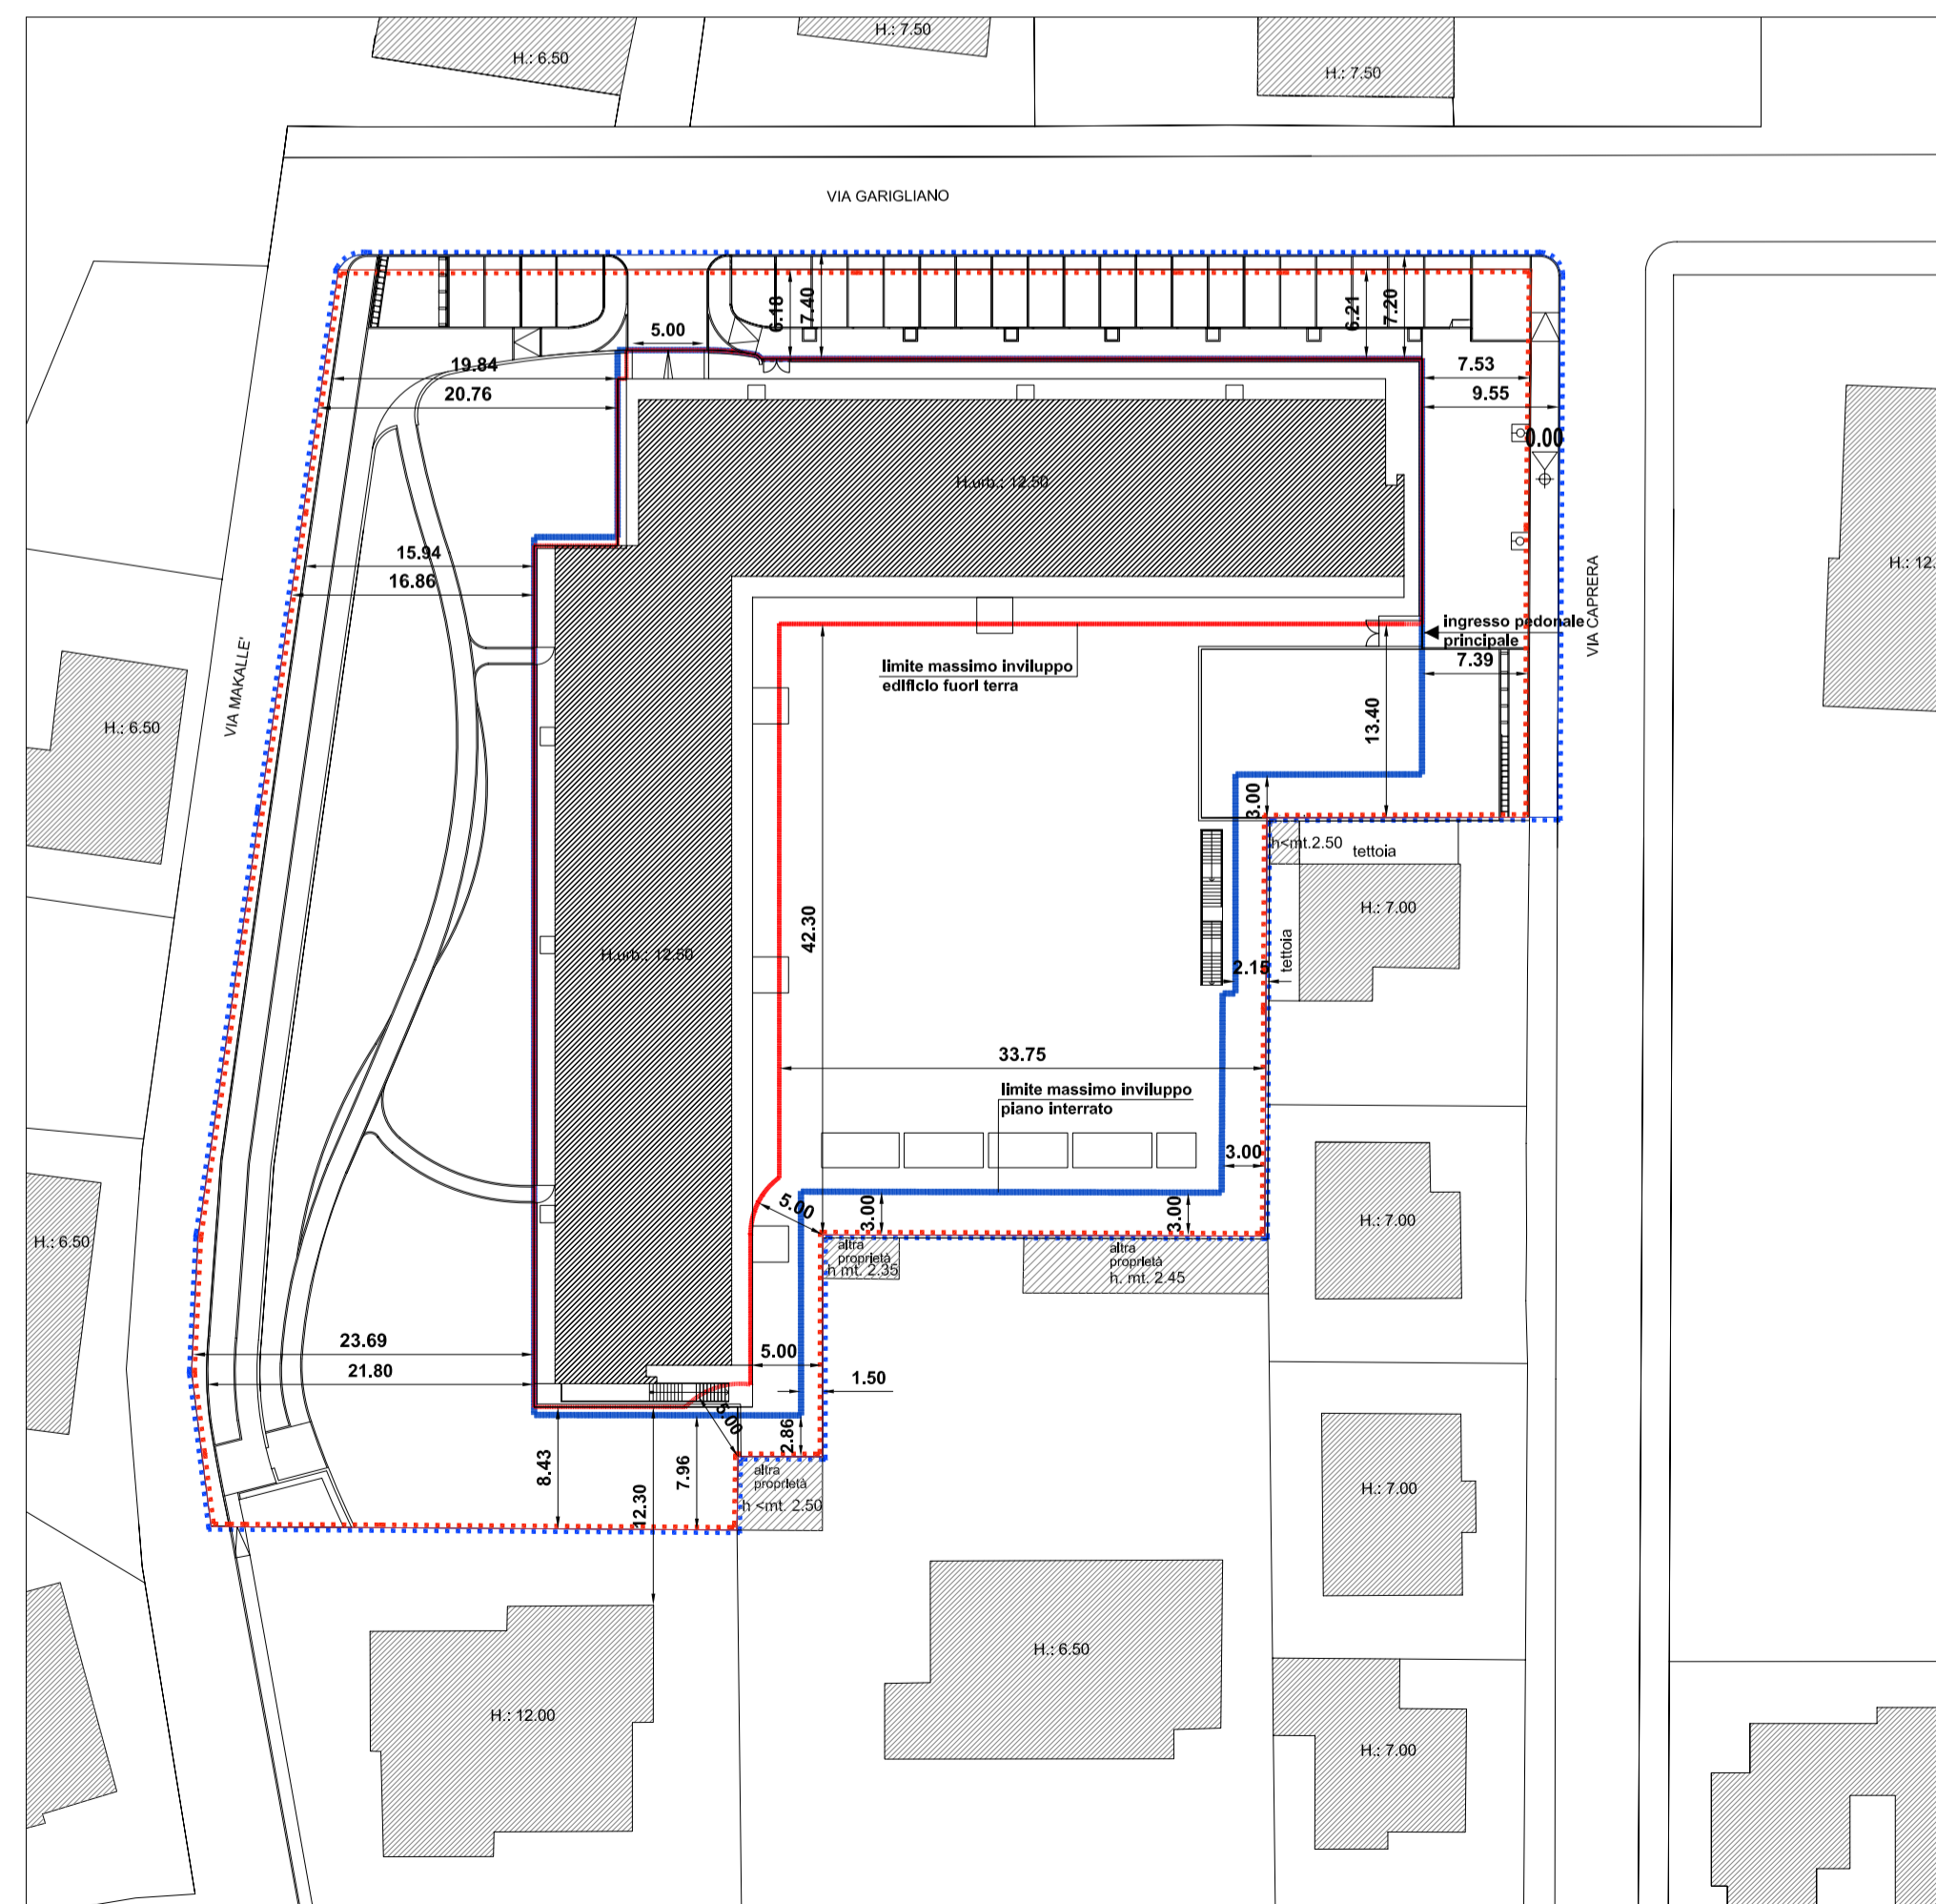 H.: 6.50
H.: 7.50
H.: 7.50
VIA GARIGLIANO
6.18
7.40
6.21
7.20
5.00
19.84
20.76
7.53
9.55
0.00
H.urb.: 12.50
15.94
16.86
VIA CAPRERA
H.: 12.
ingresso pedonale
principale
7.39
limite massimo inviluppo
edificio fuori terra
VIA MAKALLE'
H.: 6.50
13.40
3.00
h<mt.2.50
tettoia
H.: 7.00
tettoia
42.30
H.urb.: 12.50
2.15
33.75
limite massimo inviluppo
piano interrato
3.00
5.00
3.00
3.00
H.: 7.00
H.: 6.50
altra
proprietà
h mt. 2.35
altra
proprietà
h. mt. 2.45
23.69
21.80
5.00
1.50
5.00
2.86
8.43
12.30
7.96
altra
proprietà
h <mt. 2.50
H.: 7.00
H.: 6.50
H.: 12.00
H.: 7.00